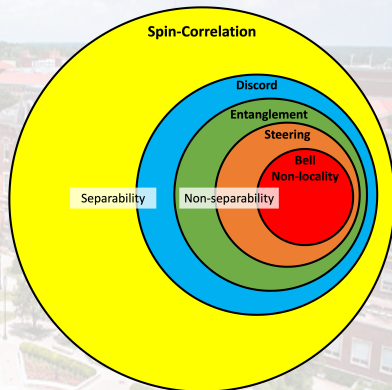 Spin-Correlation
Discord
Entanglement
Steering
Bell
Non-locality
Separability
Non-separability